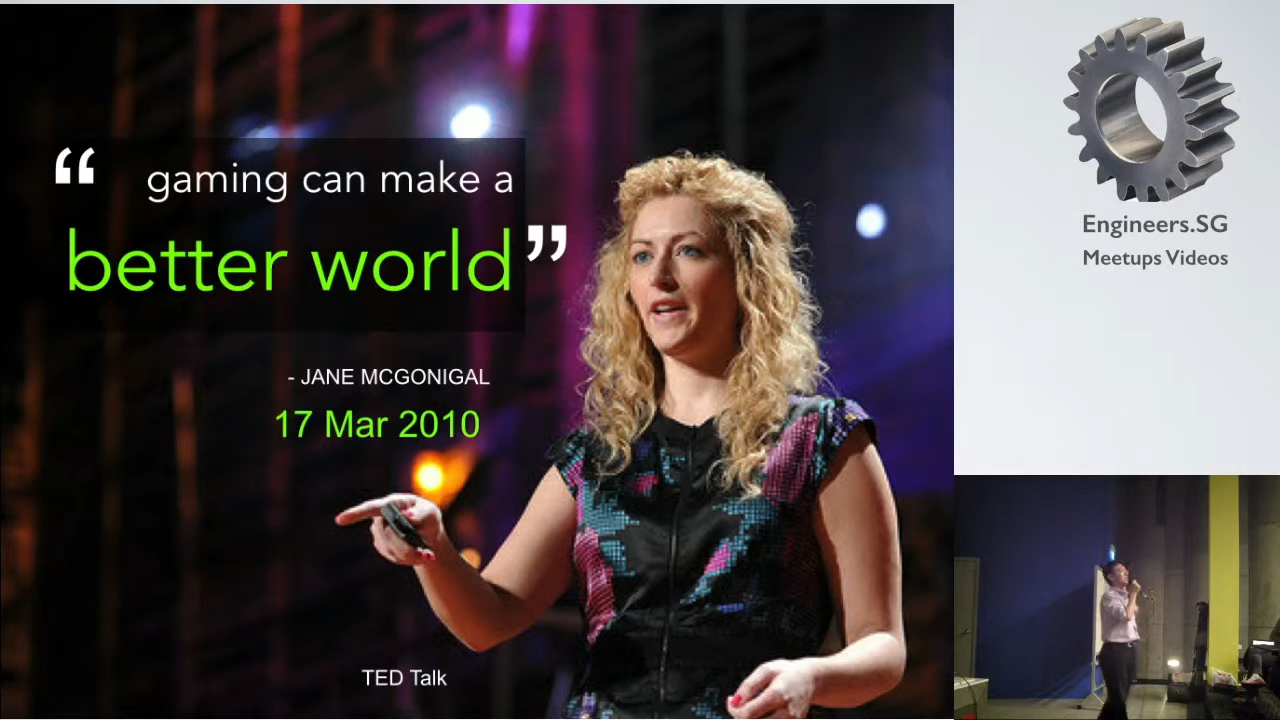 “ gaming can make a
better world ”
- JANE MCGONIGAL
17 Mar 2010
TED Talk
Engineers.SG
Meetups Videos